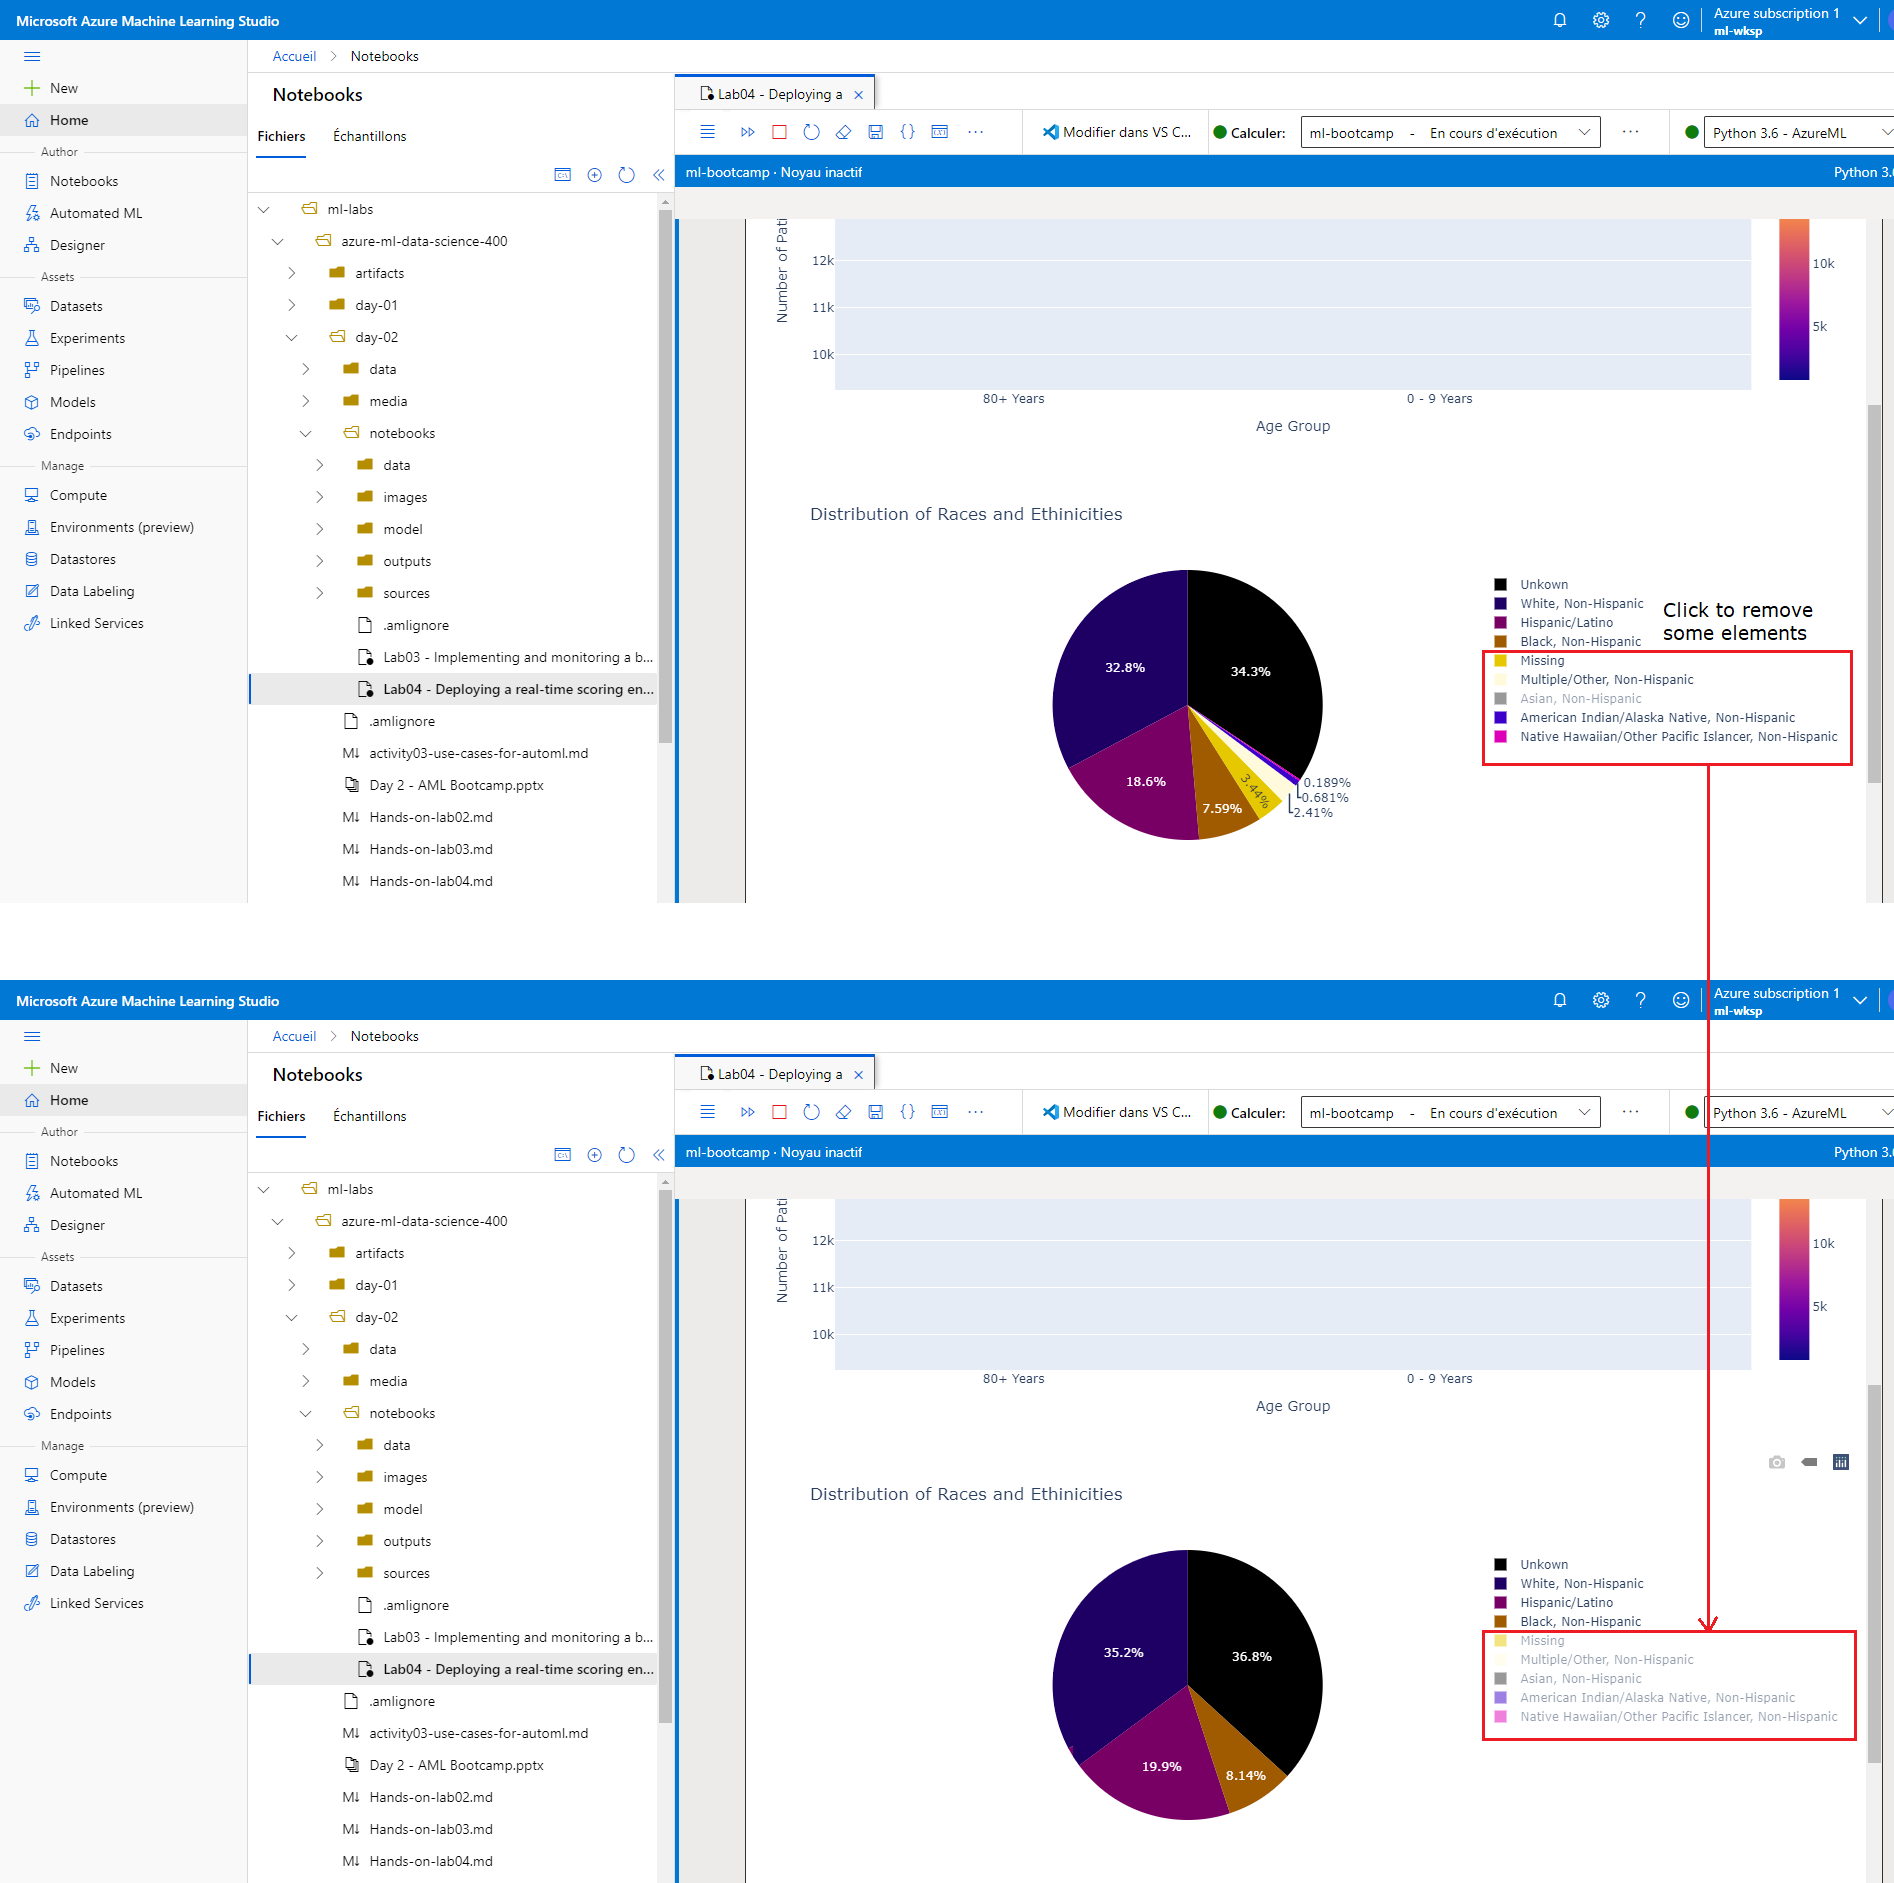 Microsoft Azure Machine Learning Studio
Azure subscription 1
ml-wksp
New
Home
Author
Notebooks
Automated ML
Designer
Assets
Datasets
Experiments
Pipelines
Models
Endpoints
Manage
Compute
Environments (preview)
Datastores
Data Labeling
Linked Services
Accueil > Notebooks
Notebooks
Fichiers Échantillons
ml-labs
azure-ml-data-science-400
artifacts
day-01
day-02
data
media
notebooks
data
images
model
outputs
sources
.amlignore
Lab03 - Implementing and monitoring a b...
Lab04 - Deploying a real-time scoring en...
.amlignore
activity03-use-cases-for-automl.md
Day 2 - AML Bootcamp.pptx
Hands-on-lab02.md
Hands-on-lab03.md
Hands-on-lab04.md
Lab04 - Deploying a
Modifier dans VS C... Calculer: ml-bootcamp - En cours d'exécution ... Python 3.6 - AzureML
ml-bootcamp · Noyau inactif
Python 3.
Number of Pati
12k
11k
10k
80+ Years 0 - 9 Years
Age Group
10k
5k
Distribution of Races and Ethinicities
32.8%
34.3%
18.6%
7.59%
3.44%
0.189%
0.681%
2.41%
Unkown
White, Non-Hispanic
Hispanic/Latino
Black, Non-Hispanic
Missing
Multiple/Other, Non-Hispanic
Asian, Non-Hispanic
American Indian/Alaska Native, Non-Hispanic
Native Hawaiian/Other Pacific Islancer, Non-Hispanic
Click to remove
some elements
Microsoft Azure Machine Learning Studio
Azure subscription 1
ml-wksp
New
Home
Author
Notebooks
Automated ML
Designer
Assets
Datasets
Experiments
Pipelines
Models
Endpoints
Manage
Compute
Environments (preview)
Datastores
Data Labeling
Linked Services
Accueil > Notebooks
Notebooks
Fichiers Échantillons
ml-labs
azure-ml-data-science-400
artifacts
day-01
day-02
data
media
notebooks
data
images
model
outputs
sources
.amlignore
Lab03 - Implementing and monitoring a b...
Lab04 - Deploying a real-time scoring en...
.amlignore
activity03-use-cases-for-automl.md
Day 2 - AML Bootcamp.pptx
Hands-on-lab02.md
Hands-on-lab03.md
Hands-on-lab04.md
Lab04 - Deploying a
Modifier dans VS C... Calculer: ml-bootcamp - En cours d'exécution ... Python 3.6 - AzureML
ml-bootcamp · Noyau inactif
Python 3.
Number of Pati
12k
11k
10k
80+ Years 0 - 9 Years
Age Group
10k
5k
Distribution of Races and Ethinicities
35.2%
36.8%
19.9%
8.14%
Unkown
White, Non-Hispanic
Hispanic/Latino
Black, Non-Hispanic
Missing
Multiple/Other, Non-Hispanic
Asian, Non-Hispanic
American Indian/Alaska Native, Non-Hispanic
Native Hawaiian/Other Pacific Islancer, Non-Hispanic